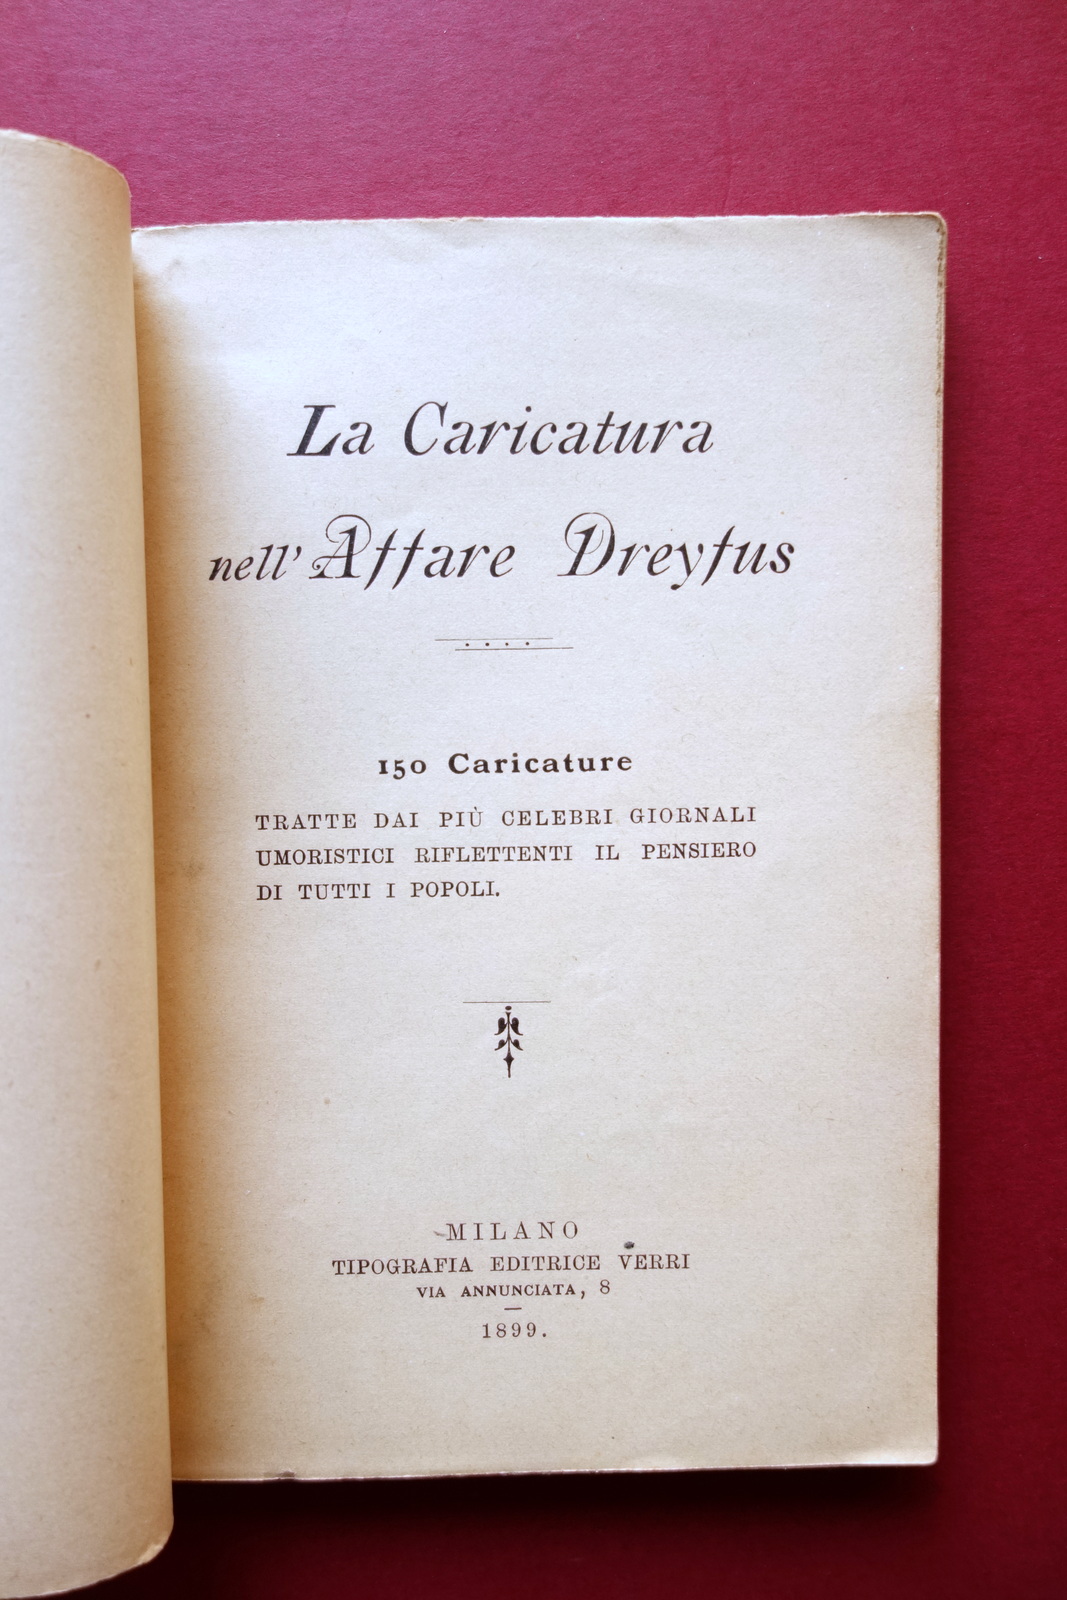 La Caricatura
nell' Affare Dreyfus
150 Caricature
TRATTE DAI PIÙ CELEBRI GIORNALI
UMORISTICI RIFLETTENTI IL PENSIERO
DI TUTTI I POPOLI.
MILANO
TIPOGRAFIA EDITRICE VERRI
VIA ANNUNCIATA, 8
1899.